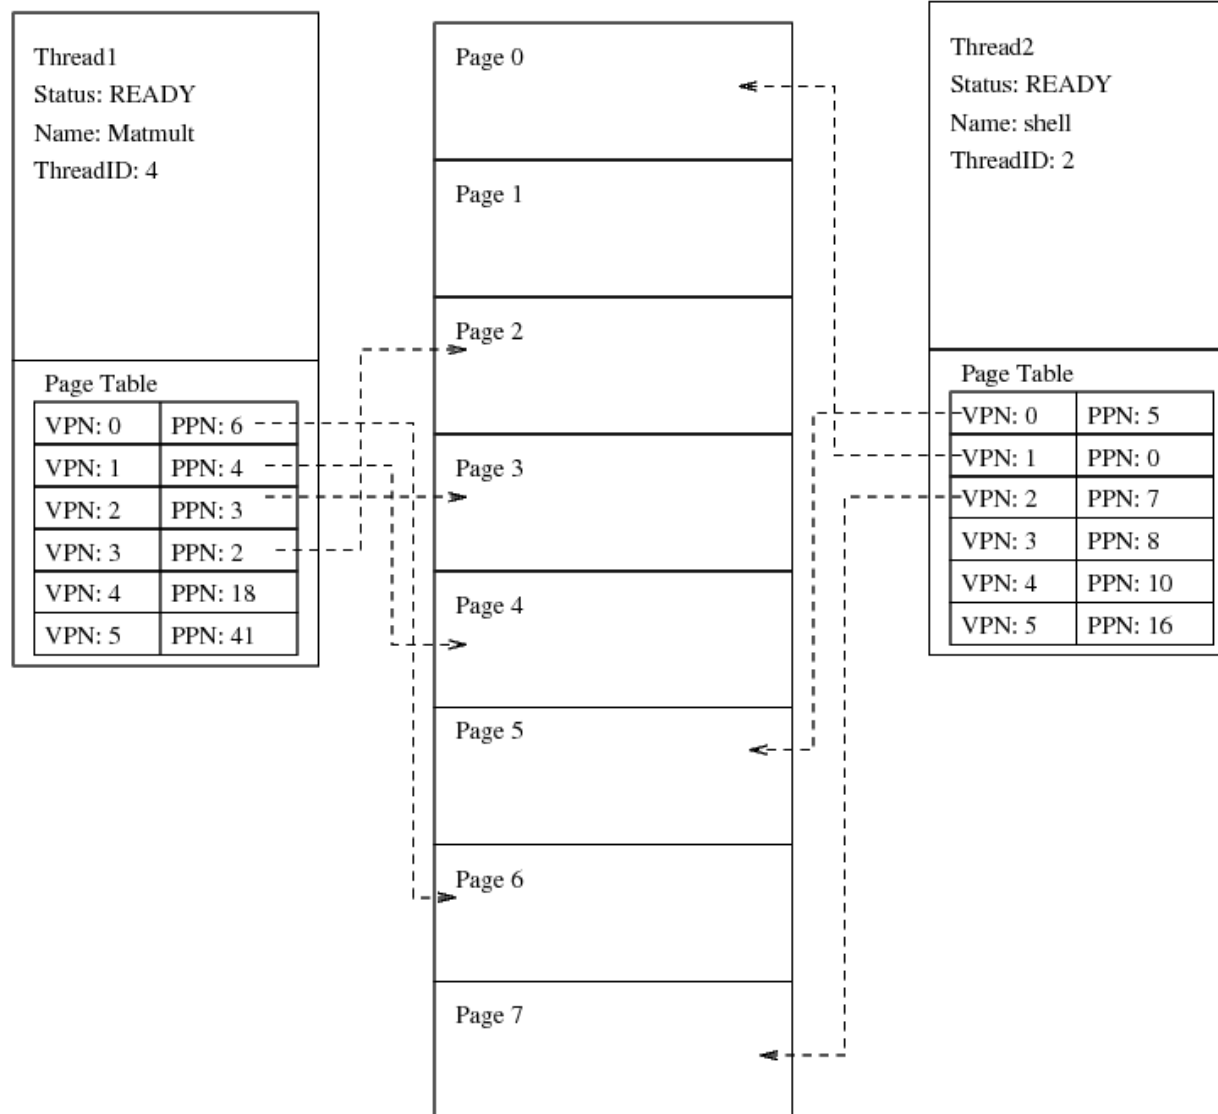 Thread1
Status: READY
Name: Matmult
ThreadID: 4
Page Table
VPN: 0 PPN: 6
VPN: 1 PPN: 4
VPN: 2 PPN: 3
VPN: 3 PPN: 2
VPN: 4 PPN: 18
VPN: 5 PPN: 41
Page 0
Page 1
Page 2
Page 3
Page 4
Page 5
Page 6
Page 7
Thread2
Status: READY
Name: shell
ThreadID: 2
Page Table
VPN: 0 PPN: 5
VPN: 1 PPN: 0
VPN: 2 PPN: 7
VPN: 3 PPN: 8
VPN: 4 PPN: 10
VPN: 5 PPN: 16